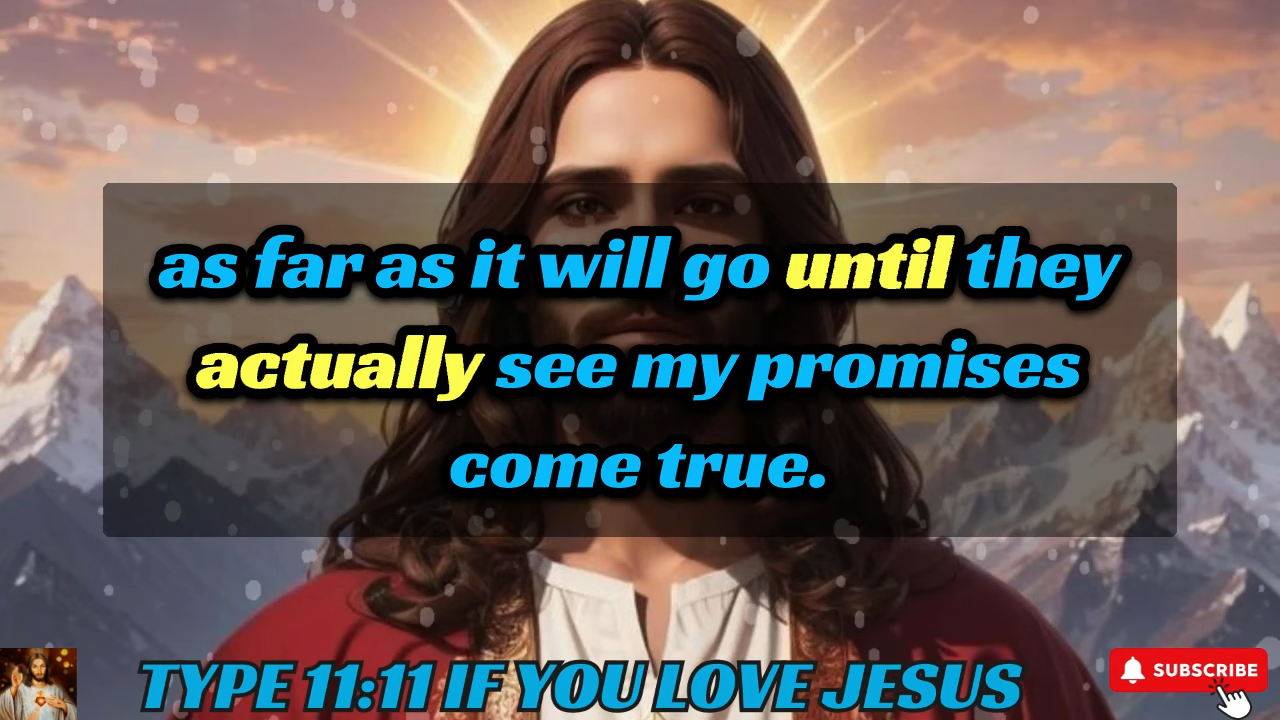 as far as it will go until they
actually see my promises
come true.
TYPE 11:11 IF YOU LOVE JESUS
SUBSCRIBE